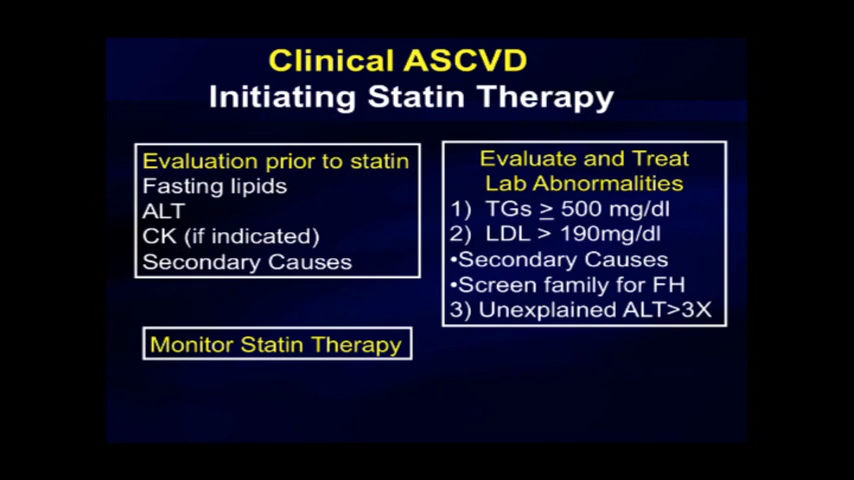 Clinical ASCVD
Initiating Statin Therapy
Evaluation prior to statin
Fasting lipids
ALT
CK (if indicated)
Secondary Causes
Evaluate and Treat
Lab Abnormalities
1) TGs ≥ 500 mg/dl
2) LDL > 190mg/dl
•Secondary Causes
•Screen family for FH
3) Unexplained ALT>3X
Monitor Statin Therapy